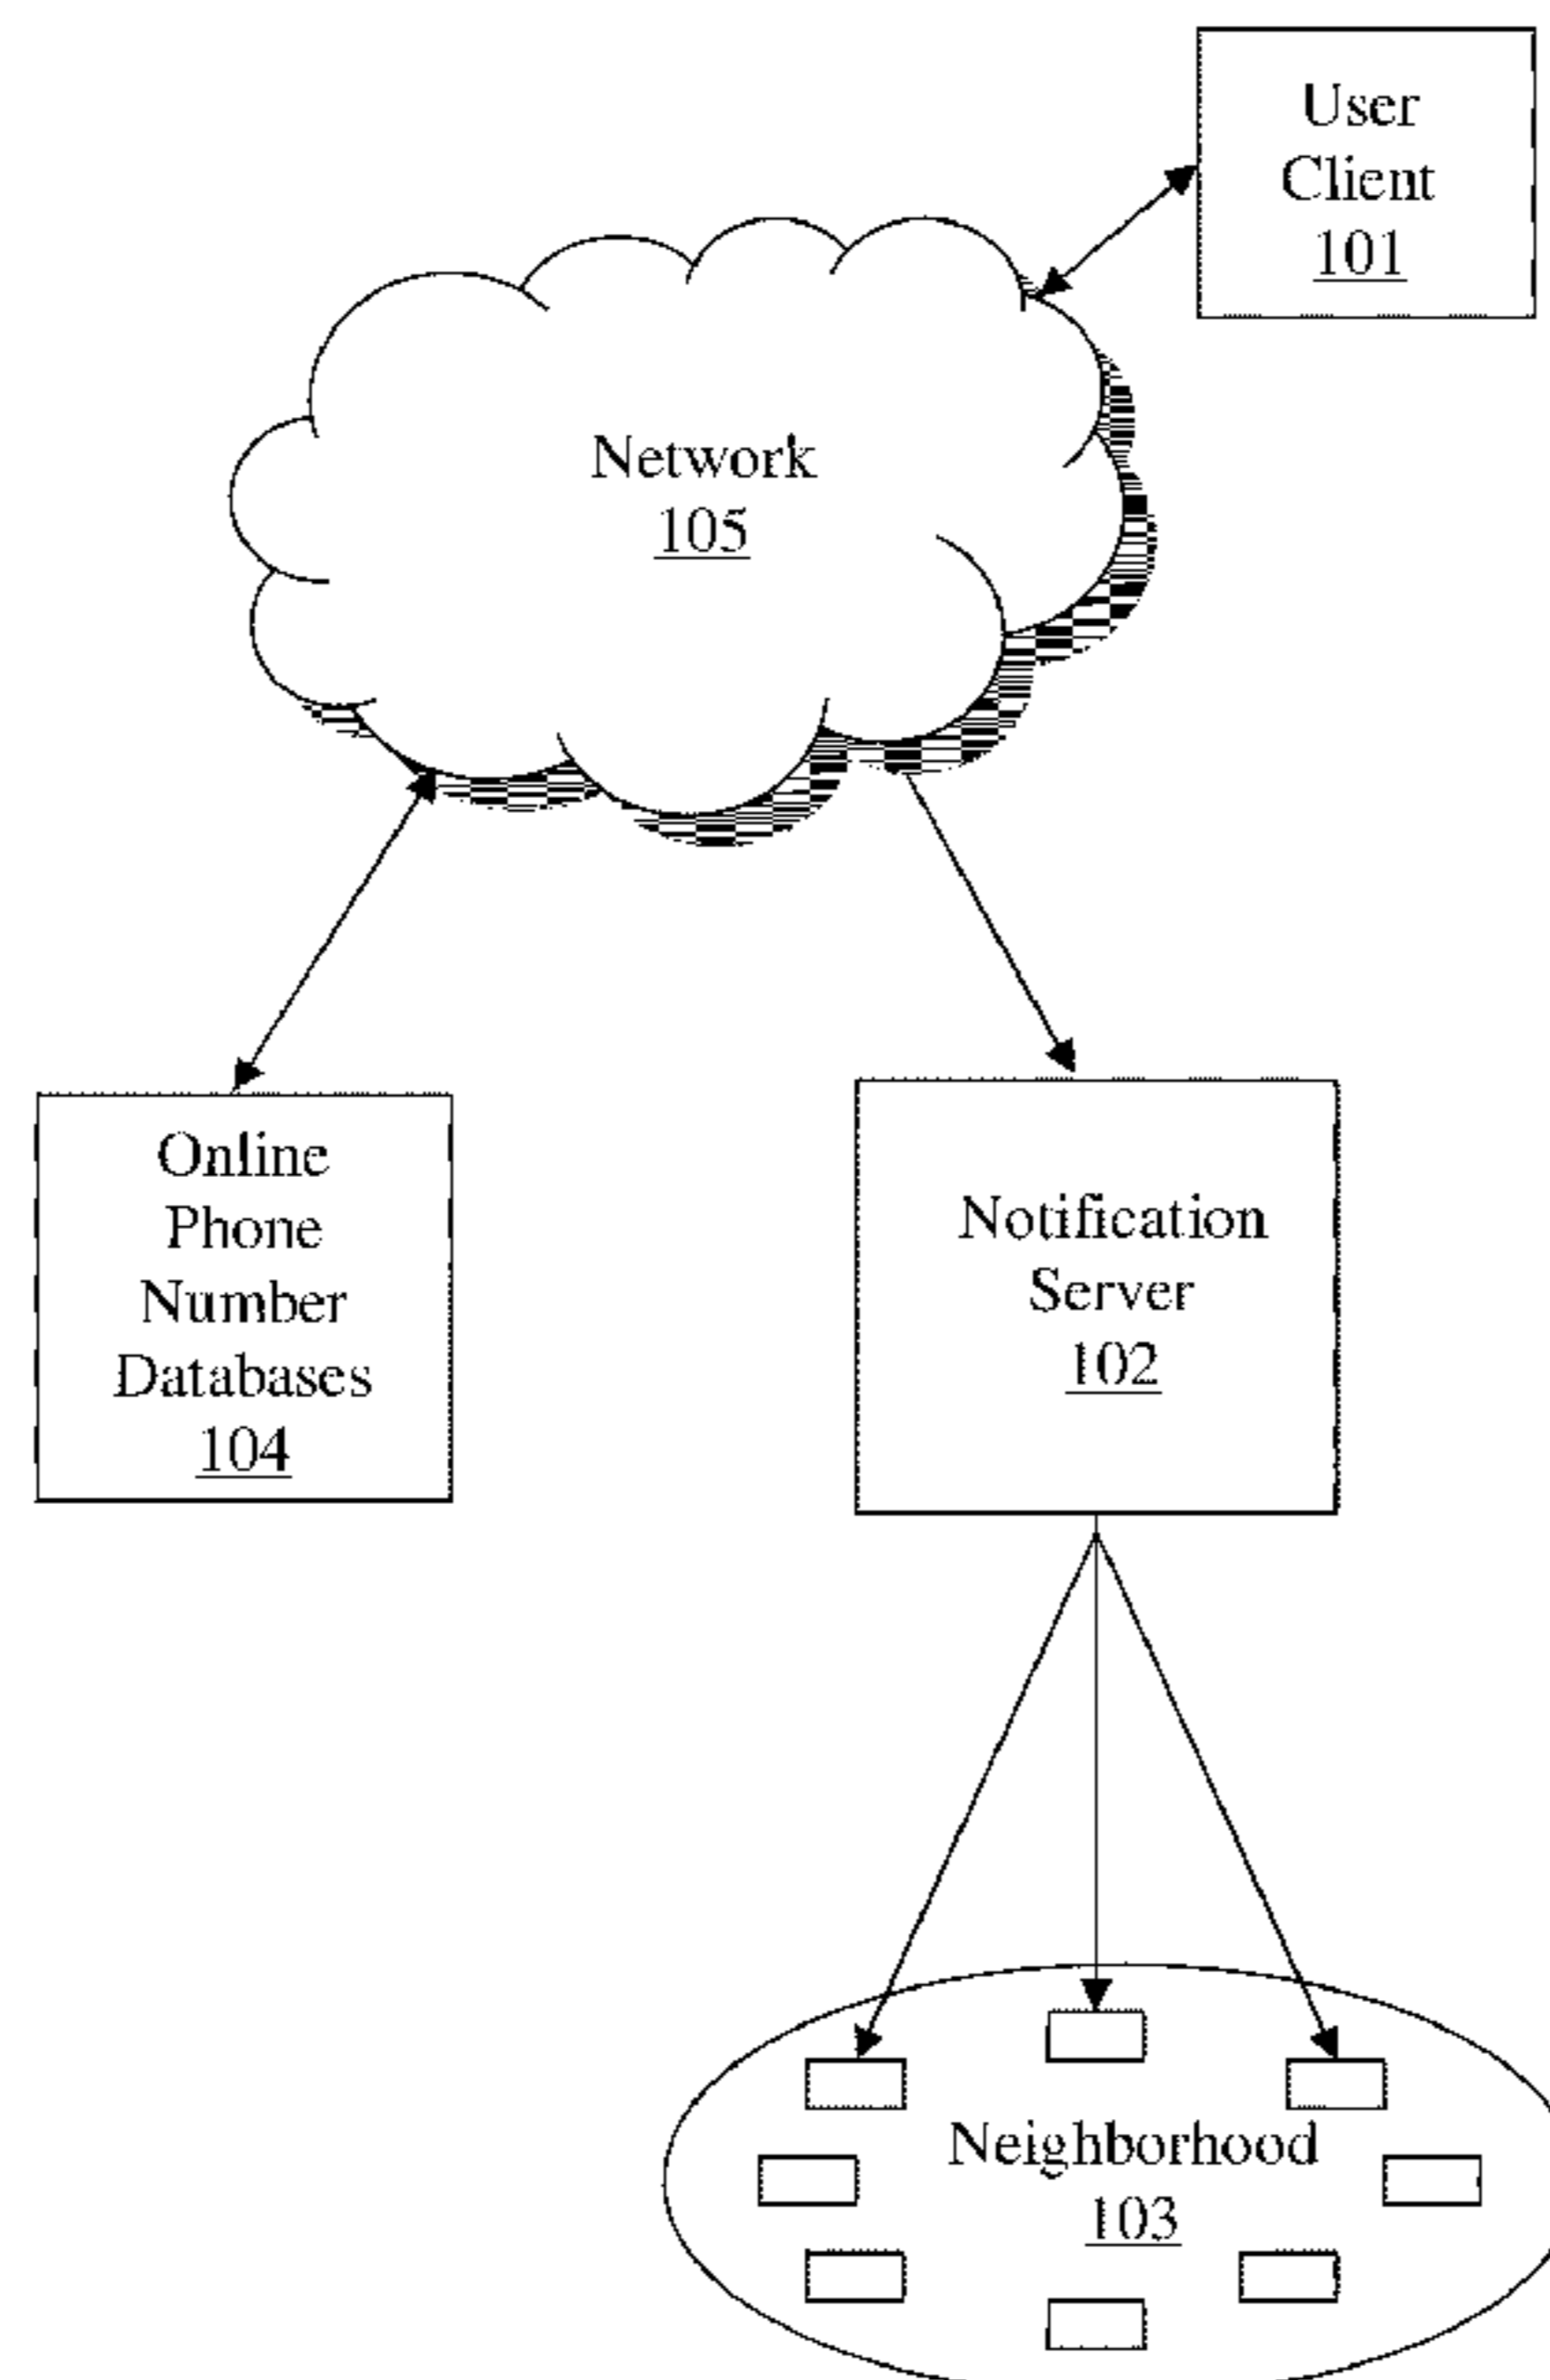 User
Client
101
Network
105
Online
Phone
Number
Databases
104
Notification
Server
102
Neighborhood
103